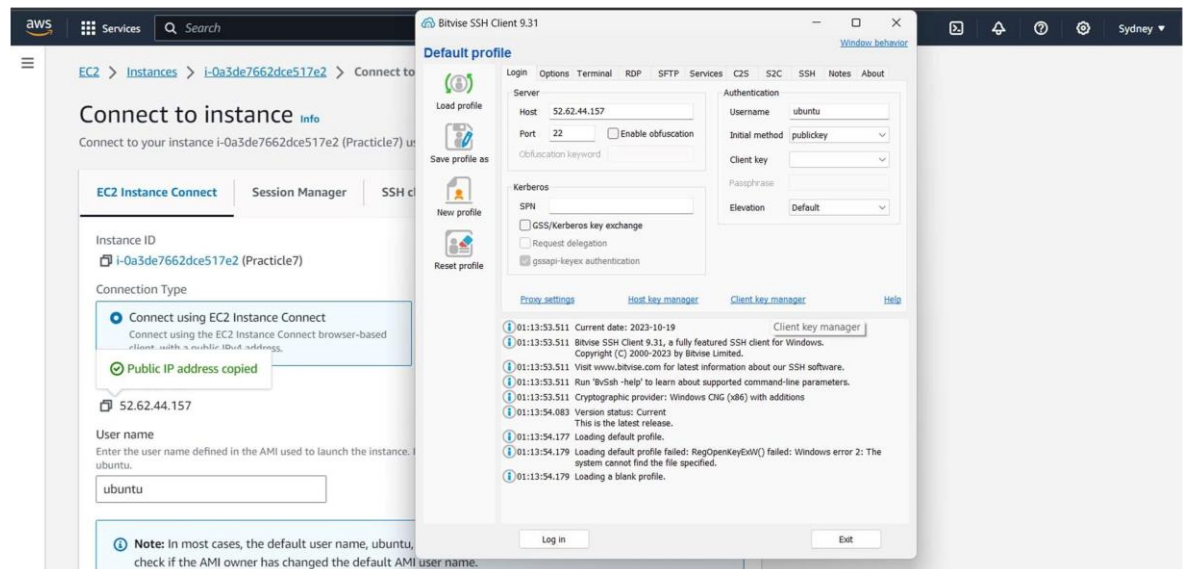 aws
Services
Search
Sydney
EC2 > Instances > i-0a3de7662dce517e2 > Connect to
Connect to instance Info
Connect to your instance i-0a3de7662dce517e2 (Practicle7)
EC2 Instance Connect
Session Manager
SSH
Instance ID
i-0a3de7662dce517e2 (Practicle7)
Connection Type
Connect using EC2 Instance Connect
Connect using the EC2 Instance Connect browser-based
client, with a public IPv4 address.
Public IP address copied
52.62.44.157
User name
Enter the user name defined in the AMI used to launch the instance.
ubuntu.
ubuntu
Note: In most cases, the default user name, ubuntu,
check if the AMI owner has changed the default AMI user name.
Bitvise SSH Client 9.31
Default profile
Window behavior
Load profile
Save profile as
New profile
Reset profile
Login Options Terminal RDP SFTP Services C2S S2C SSH Notes About
Server
Host 52.62.44.157
Port 22 Enable obfuscation
Obfuscation keyword
Kerberos
SPN
GSS/Kerberos key exchange
Request delegation
gssapi-keyex authentication
Authentication
Username ubuntu
Initial method publickey
Client key
Passphrase
Elevation Default
Proxy settings Host key manager Client key manager Help
Client key manager
01:13:53.511 Current date: 2023-10-19
01:13:53.511 Bitvise SSH Client 9.31, a fully featured SSH client for Windows.
Copyright (C) 2000-2023 by Bitvise Limited.
01:13:53.511 Visit www.bitvise.com for latest information about our SSH software.
01:13:53.511 Run 'BvSsh -help' to learn about supported command-line parameters.
01:13:53.511 Cryptographic provider: Windows CNG (x86) with additions
01:13:54.083 Version status: Current
This is the latest release.
01:13:54.177 Loading default profile.
01:13:54.179 Loading default profile failed: RegOpenKeyExW() failed: Windows error 2: The
system cannot find the file specified.
01:13:54.179 Loading a blank profile.
Log in
Exit